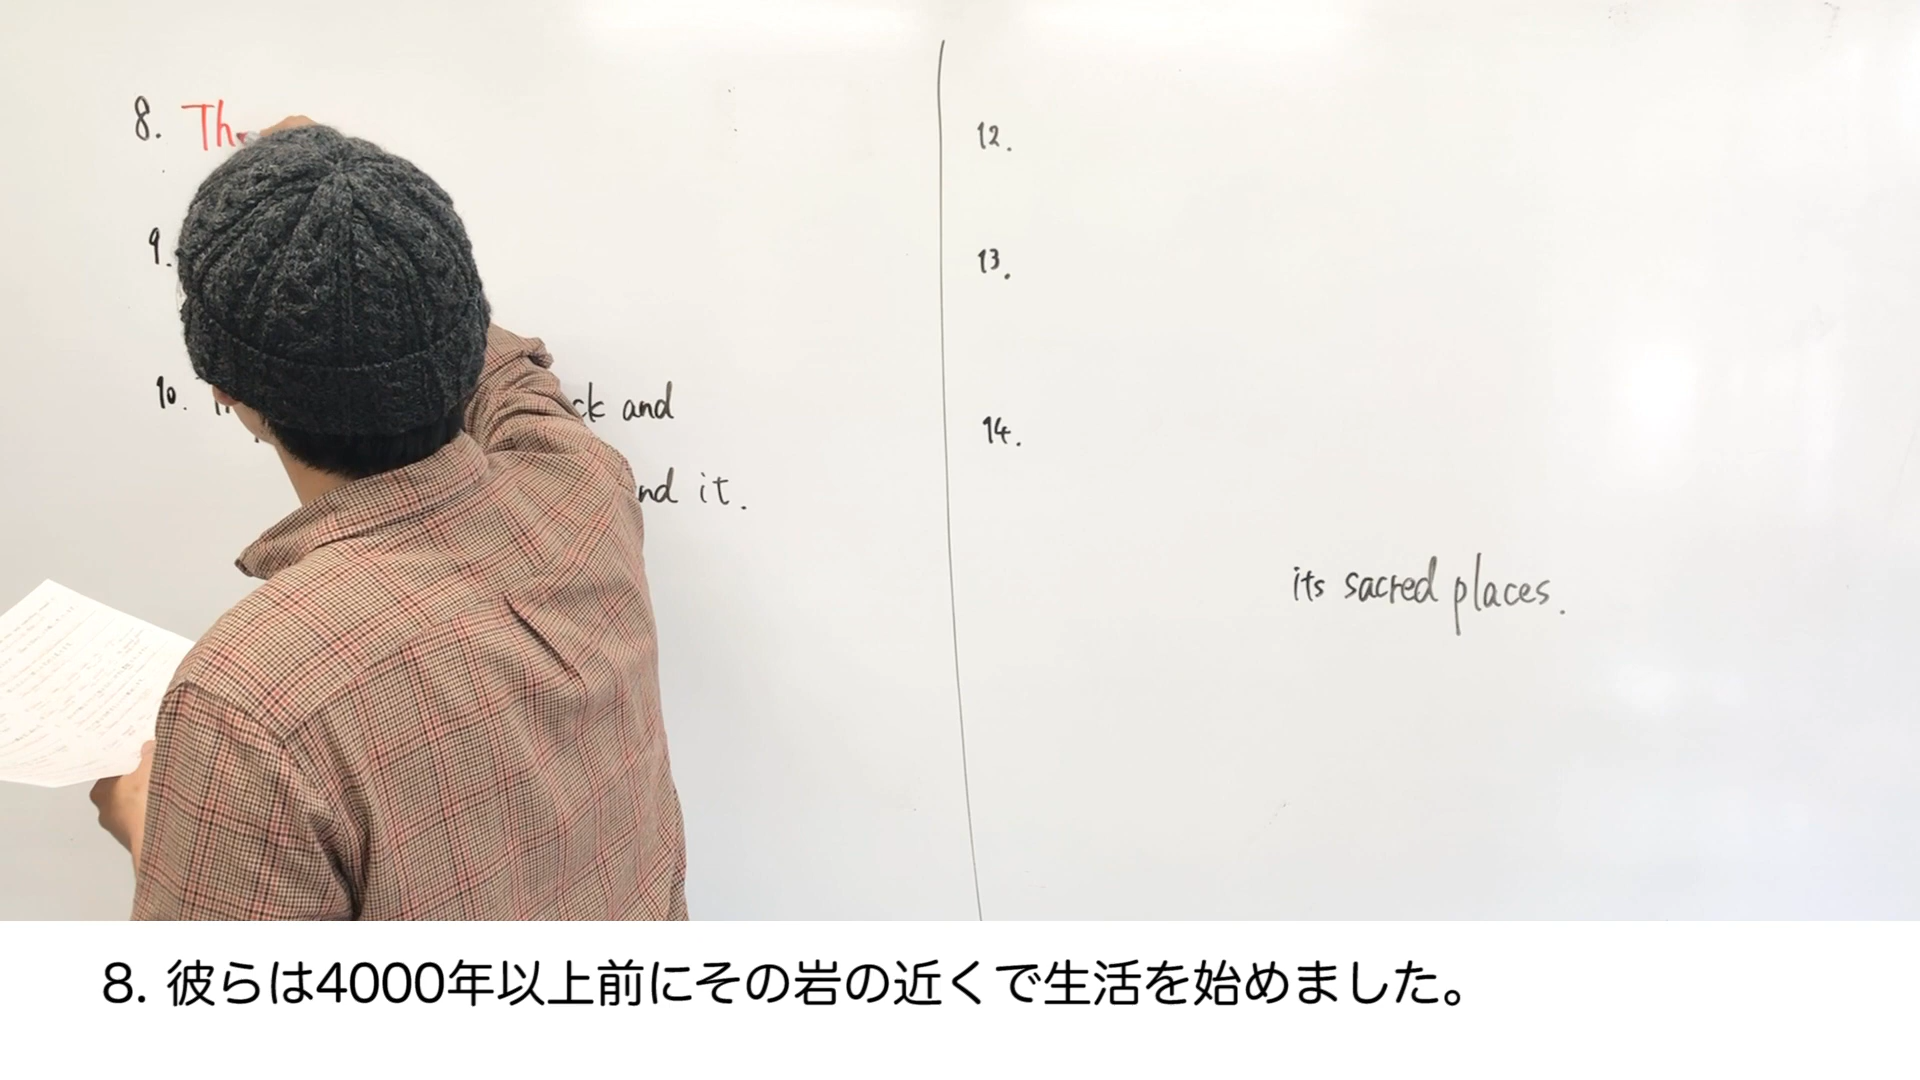 8. Th
9.
10.
and
it.
12.
13.
14.
its sacred places.
8. 彼らは4000年以上前にその岩の近くで生活を始めました。